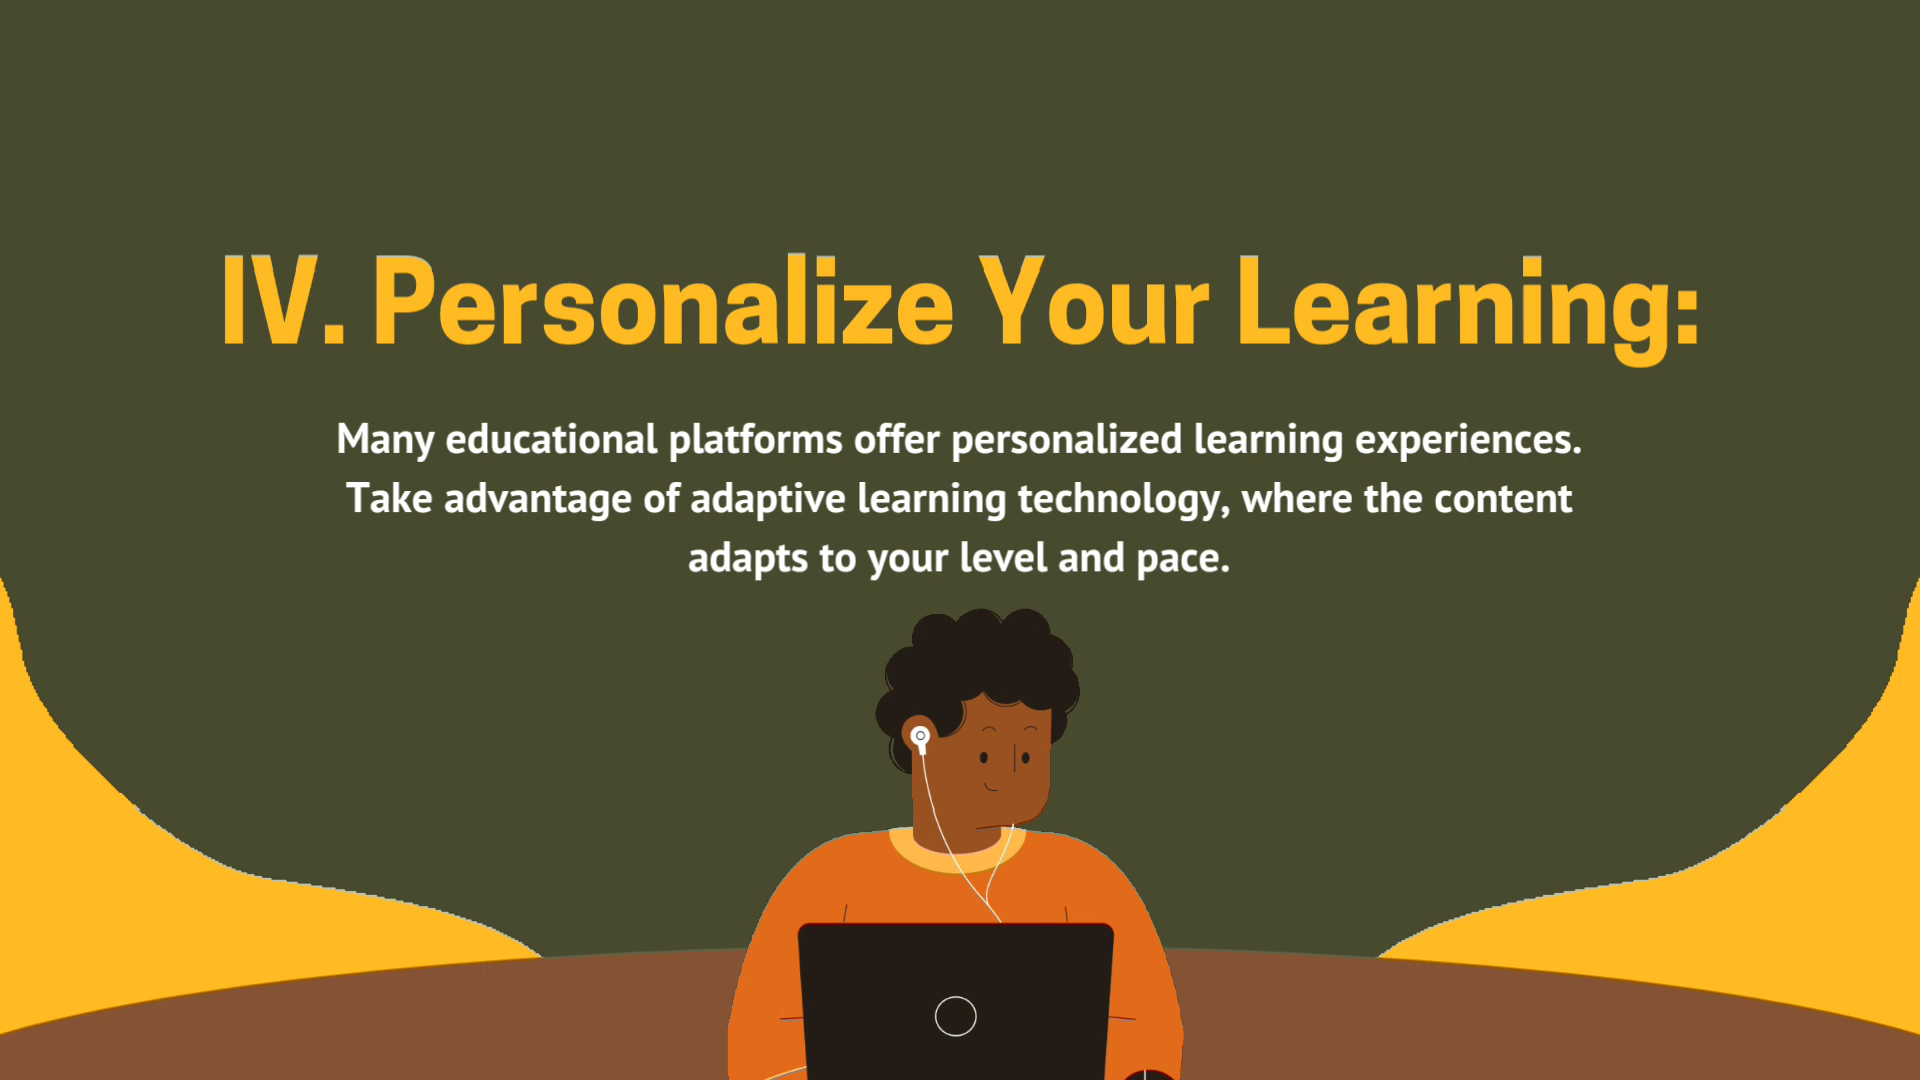 IV. Personalize Your Learning:
Many educational platforms offer personalized learning experiences.
Take advantage of adaptive learning technology, where the content
adapts to your level and pace.